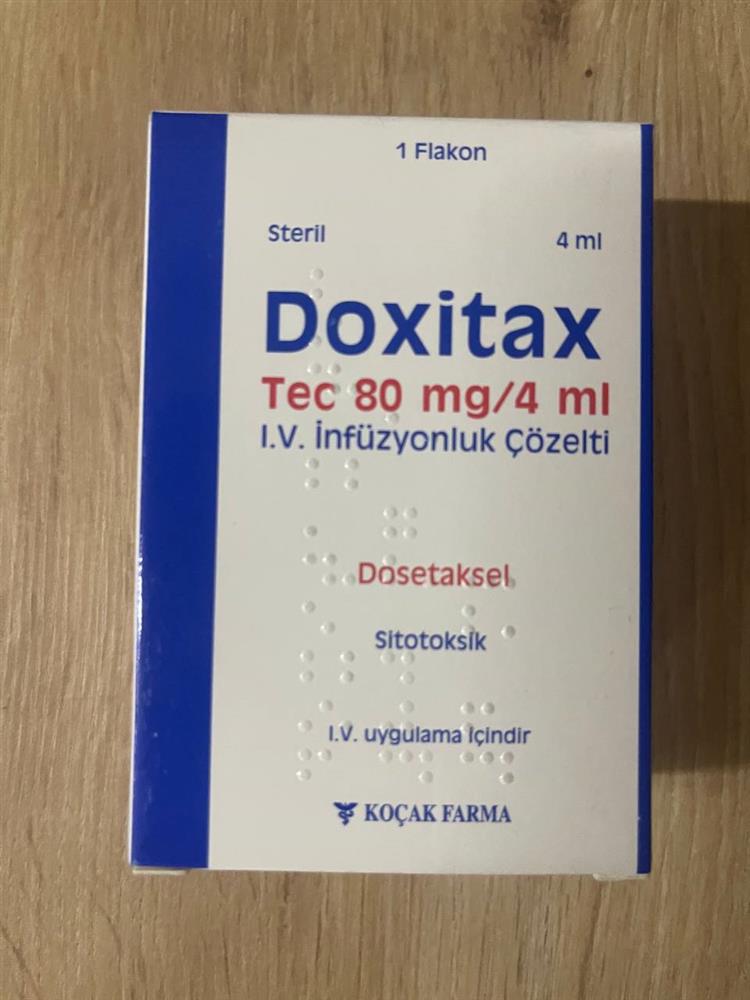 1 Flakon
Steril 4 ml
Doxitax
Tec 80 mg/4 ml
I.V. İnfüzyonluk Çözelti
Dosetaksel
Sitotoksik
I.V. uygulama içindir
KOÇAK FARMA